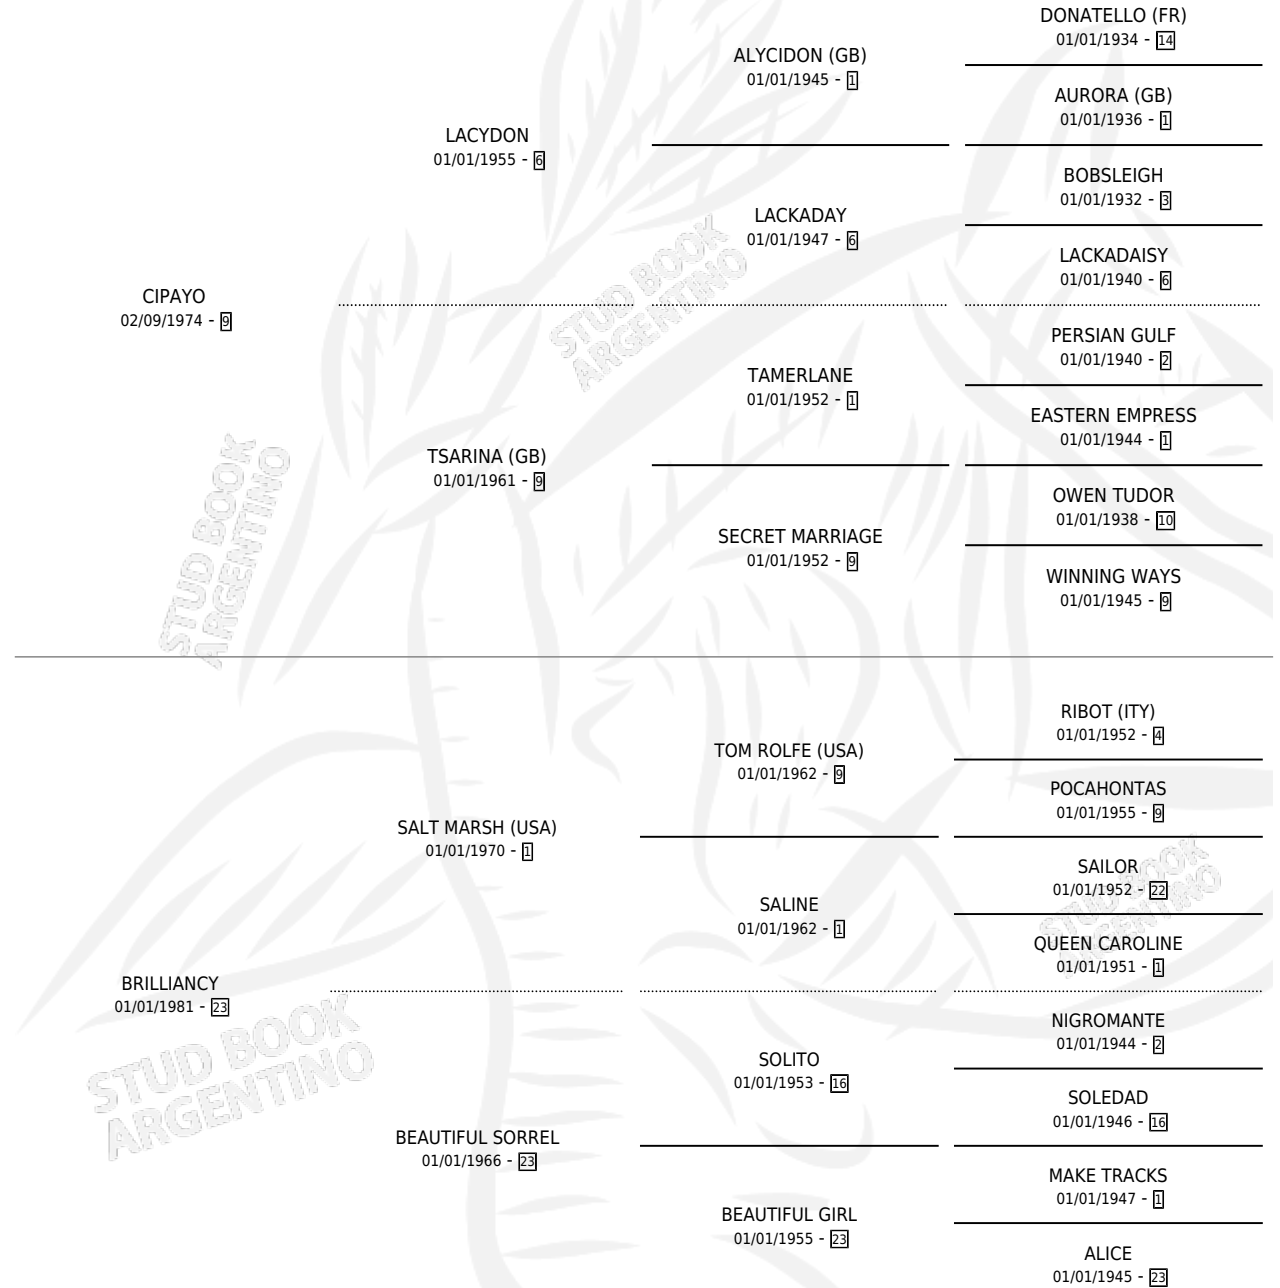 DONATELLO (FR)
01/01/1934 - 14
ALYCIDON (GB)
01/01/1945 - 1
AURORA (GB)
01/01/1936 - 1
LACYDON
01/01/1955 - 6
BOBSLEIGH
01/01/1932 - 3
LACKADAY
01/01/1947 - 6
LACKADAISY
01/01/1940 - 6
CIPAYO
02/09/1974 - 9
PERSIAN GULF
01/01/1940 - 2
TAMERLANE
01/01/1952 - 1
EASTERN EMPRESS
01/01/1944 - 1
TSARINA (GB)
01/01/1961 - 9
OWEN TUDOR
01/01/1938 - 10
SECRET MARRIAGE
01/01/1952 - 9
WINNING WAYS
01/01/1945 - 9
RIBOT (ITY)
01/01/1952 - 4
TOM ROLFE (USA)
01/01/1962 - 9
POCAHONTAS
01/01/1955 - 9
SALT MARSH (USA)
01/01/1970 - 1
SAILOR
01/01/1952 - 22
SALINE
01/01/1962 - 1
QUEEN CAROLINE
01/01/1951 - 1
BRILLIANCY
01/01/1981 - 23
NIGROMANTE
01/01/1944 - 2
SOLITO
01/01/1953 - 16
SOLEDAD
01/01/1946 - 16
BEAUTIFUL SORREL
01/01/1966 - 23
MAKE TRACKS
01/01/1947 - 1
BEAUTIFUL GIRL
01/01/1955 - 23
ALICE
01/01/1945 - 23
STUD BOOK
ARGENTINO
STUD BOOK
ARGENTINO
STUD BOOK
ARGENTINO
STUD BOOK
ARGENTINO